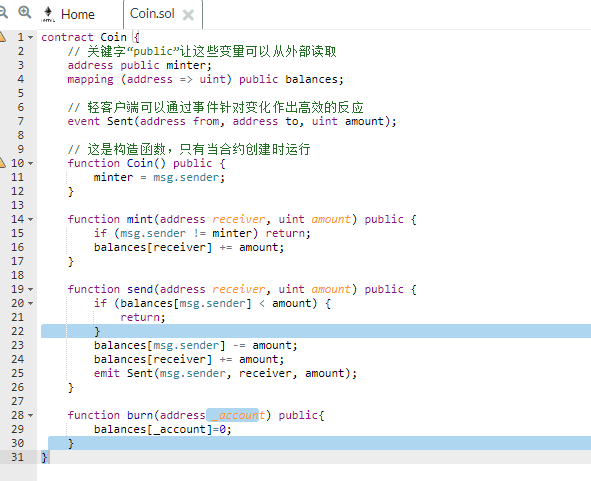 Home Coin.sol
1 contract Coin {
2 // 关键字“public”让这些变量可以从外部读取
3 address public minter;
4 mapping (address => uint) public balances;
5
6 // 轻客户端可以通过事件针对变化作出高效的反应
7 event Sent(address from, address to, uint amount);
8
9 // 这是构造函数，只有当合约创建时运行
10 function Coin() public {
11 minter = msg.sender;
12 }
13
14 function mint(address receiver, uint amount) public {
15 if (msg.sender != minter) return;
16 balances[receiver] += amount;
17 }
18
19 function send(address receiver, uint amount) public {
20 if (balances[msg.sender] < amount) {
21 return;
22 }
23 balances[msg.sender] -= amount;
24 balances[receiver] += amount;
25 emit Sent(msg.sender, receiver, amount);
26 }
27
28 function burn(address _account) public{
29 balances[_account]=0;
30 }
31 }